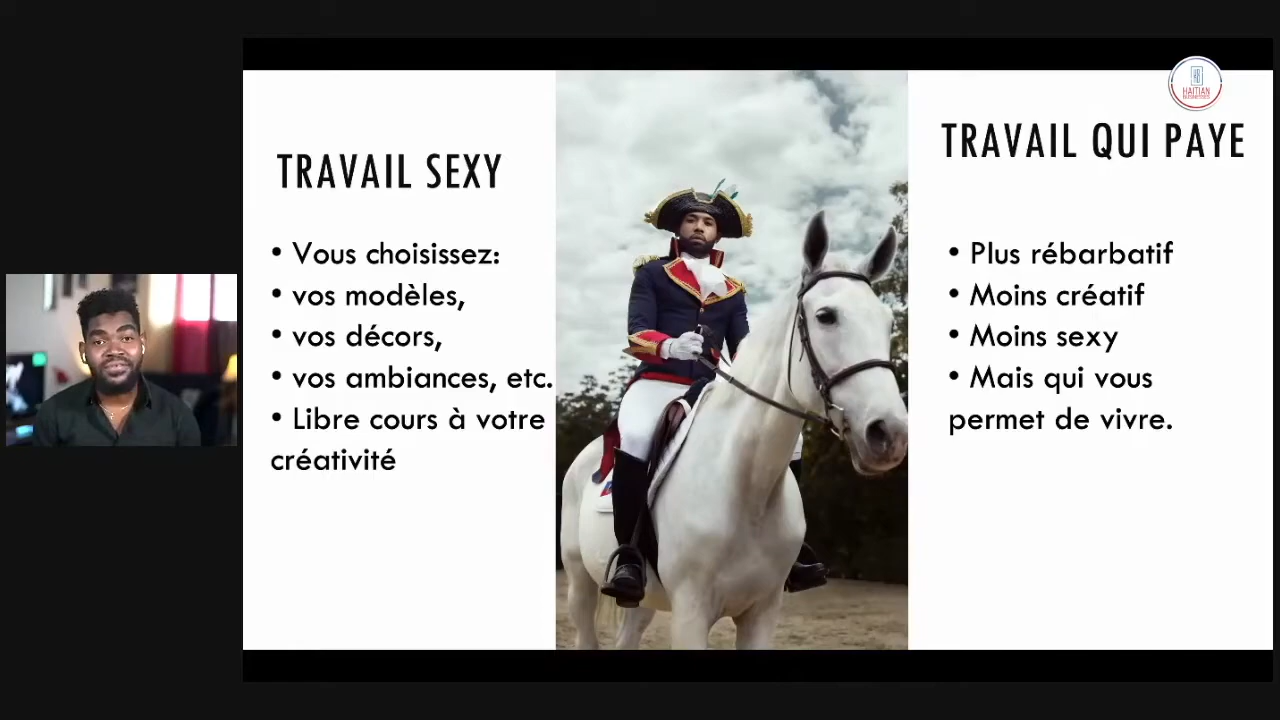 TRAVAIL SEXY
• Vous choisissez:
• vos modèles,
• vos décors,
• vos ambiances, etc.
• Libre cours à votre
créativité
HAITIAN
TRAVAIL QUI PAYE
• Plus rébarbatif
• Moins créatif
• Moins sexy
• Mais qui vous
permet de vivre.